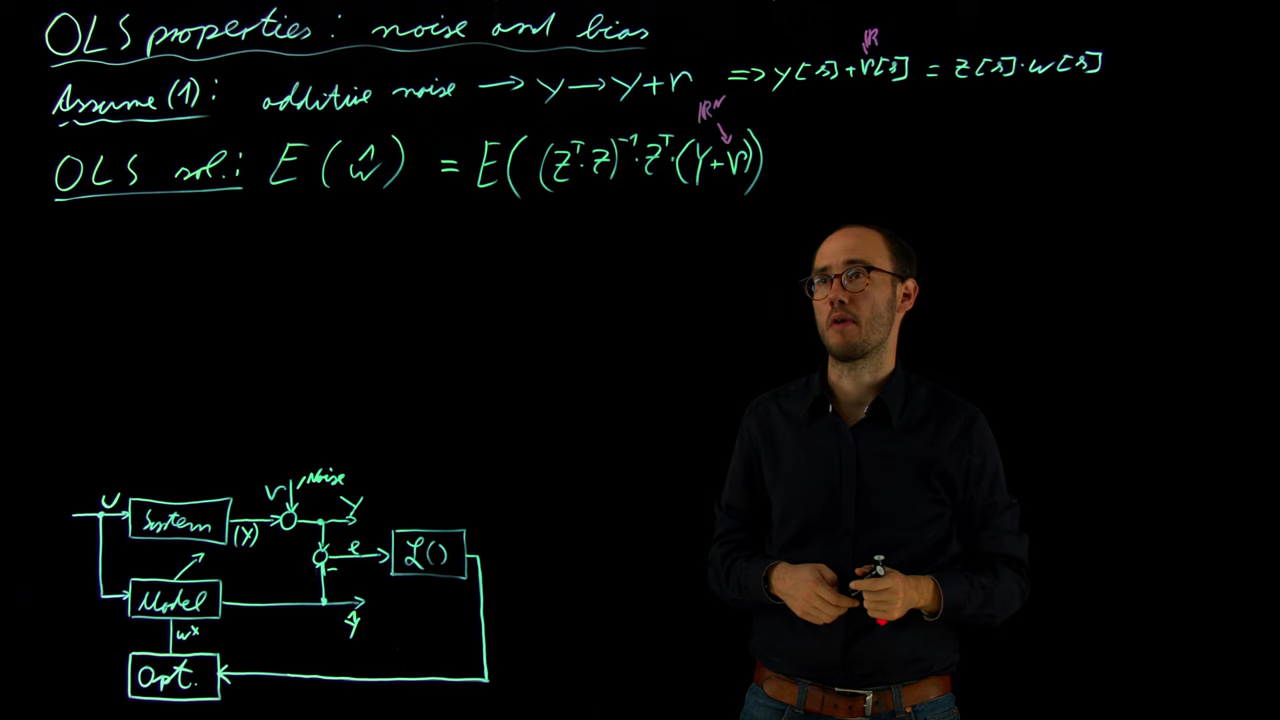 OLS properties: noise and bias
ℝ
Assume (1): additive noise → y → y + r ⇒ y[s] + r[s] = z[s] · w[s]
ℝᴺ
OLS sol.: E(ŵ) = E((Zᵀ·Z)⁻¹·Zᵀ·(Y+r))
r Noise
U System (X) Y
e ℒ()
−
Model ŷ
w*
Opt.